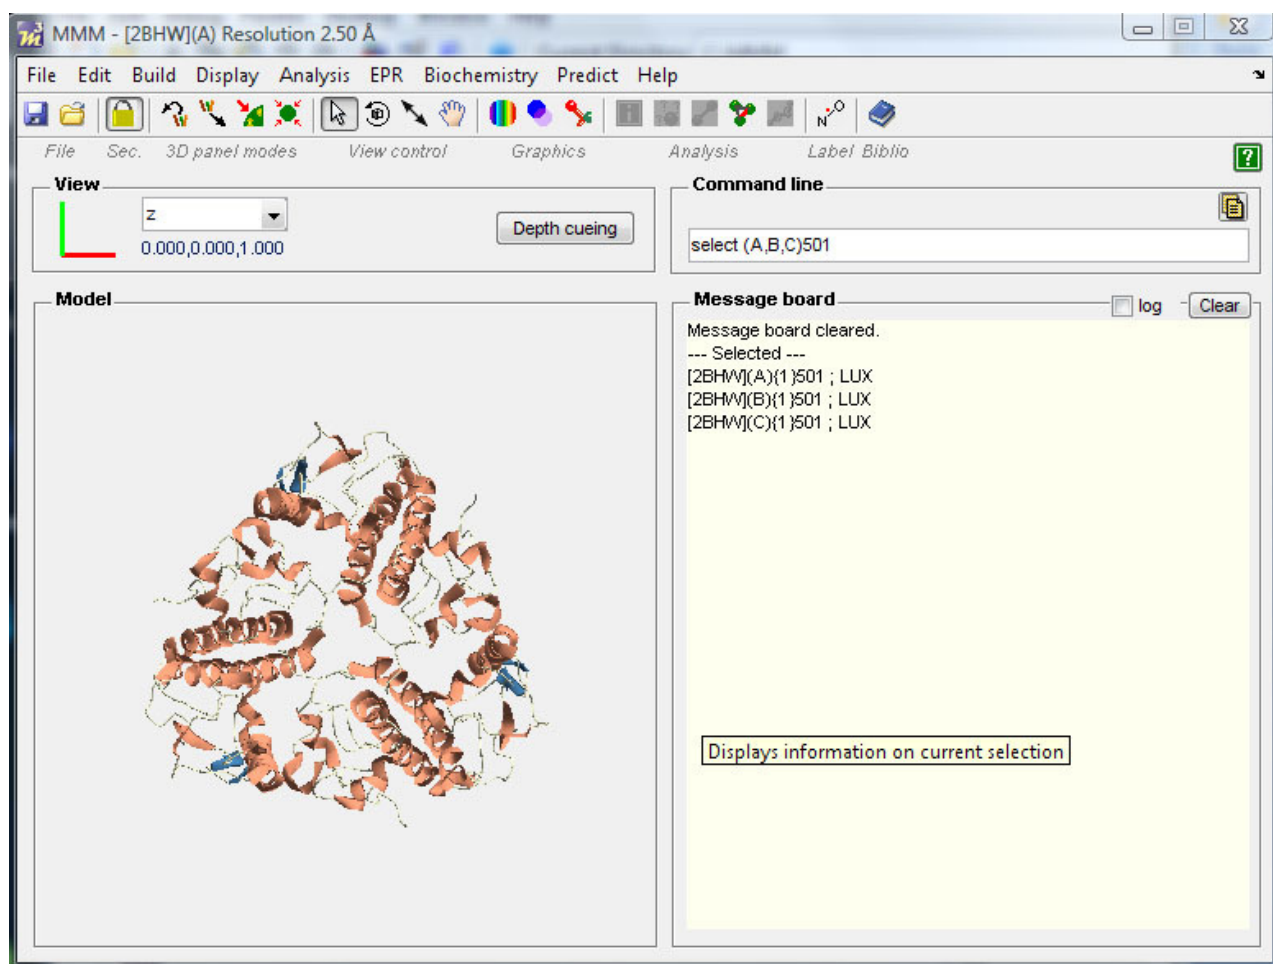 MMM - [2BHW](A) Resolution 2.50 Å
File Edit Build Display Analysis EPR Biochemistry Predict Help
File Sec. 3D panel modes View control Graphics Analysis Label Biblio
View
z
0.000,0.000,1.000
Depth cueing
Command line
select (A,B,C)501
Model
Message board
log
Clear
Message board cleared.
--- Selected ---
[2BHW](A){1}501 ; LUX
[2BHW](B){1}501 ; LUX
[2BHW](C){1}501 ; LUX
Displays information on current selection